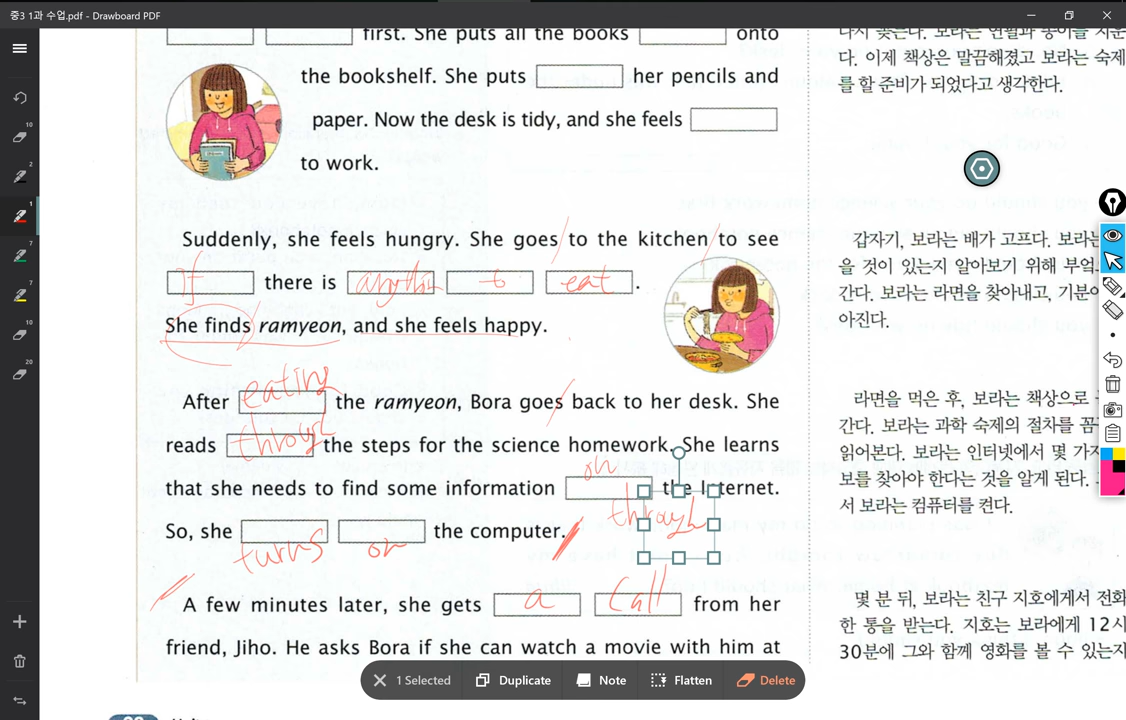 중3 1과 수업.pdf - Drawboard PDF
first. She puts all the books onto
the bookshelf. She puts her pencils and
paper. Now the desk is tidy, and she feels
to work.
Suddenly, she feels hungry. She goes to the kitchen to see
If there is anythin to eat.
She finds ramyeon, and she feels happy.
After eating the ramyeon, Bora goes back to her desk. She
reads through the steps for the science homework. She learns
that she needs to find some information on the Internet.
through
So, she turns on the computer.
A few minutes later, she gets a call from her
friend, Jiho. He asks Bora if she can watch a movie with him at
다. 이제 책상은 말끔해졌고 보라는 숙제
를 할 준비가 되었다고 생각한다.
갑자기, 보라는 배가 고프다. 보라는
을 것이 있는지 알아보기 위해 부엌
간다. 보라는 라면을 찾아내고, 기분이
아진다.
라면을 먹은 후, 보라는 책상으로
간다. 보라는 과학 숙제의 절차를 꼼
읽어본다. 보라는 인터넷에서 몇 가지
보를 찾아야 한다는 것을 알게 된다.
서 보라는 컴퓨터를 켠다.
몇 분 뒤, 보라는 친구 지호에게서 전화
한 통을 받는다. 지호는 보라에게 12시
30분에 그와 함께 영화를 볼 수 있는지
1 Selected Duplicate Note Flatten Delete